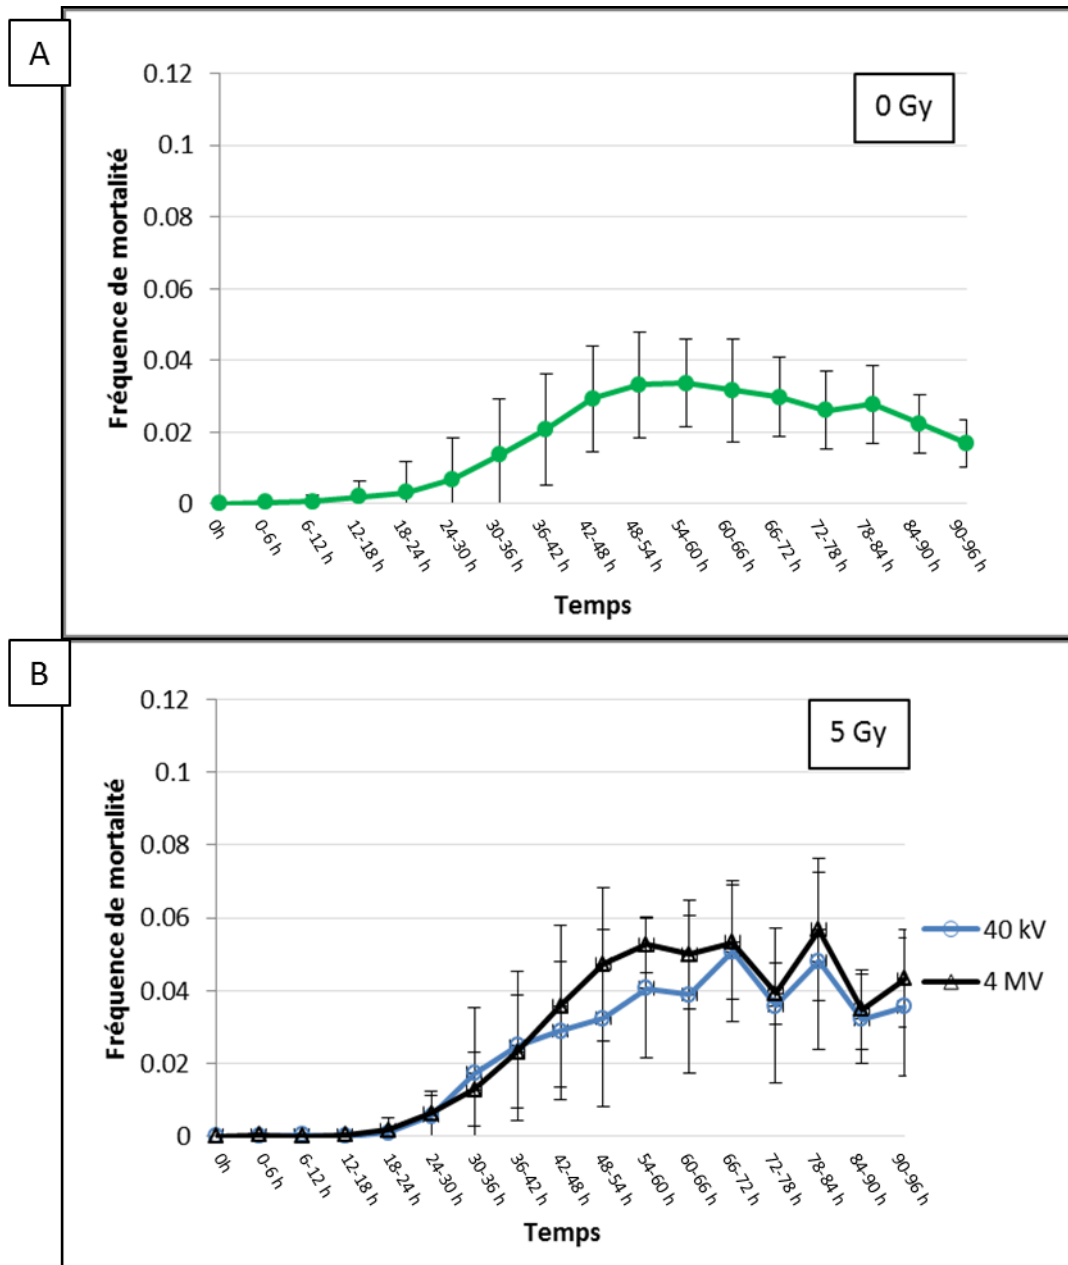 A
0 Gy
Fréquence de mortalité
0.12
0.1
0.08
0.06
0.04
0.02
0
0h
0-6 h
6-12 h
12-18 h
18-24 h
24-30 h
30-36 h
36-42 h
42-48 h
48-54 h
54-60 h
60-66 h
66-72 h
72-78 h
78-84 h
84-90 h
90-96 h
Temps
B
5 Gy
Fréquence de mortalité
0.12
0.1
0.08
0.06
0.04
0.02
0
40 kV
4 MV
0h
0-6 h
6-12 h
12-18 h
18-24 h
24-30 h
30-36 h
36-42 h
42-48 h
48-54 h
54-60 h
60-66 h
66-72 h
72-78 h
78-84 h
84-90 h
90-96 h
Temps